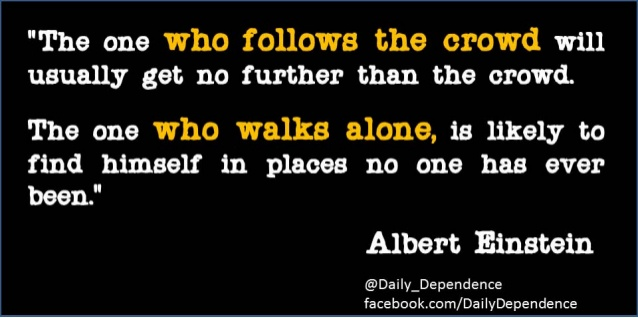 "The one who follows the crowd will
usually get no further than the crowd.
The one who walks alone, is likely to
find himself in places no one has ever
been."
Albert Einstein
@Daily_Dependence
facebook.com/DailyDependence